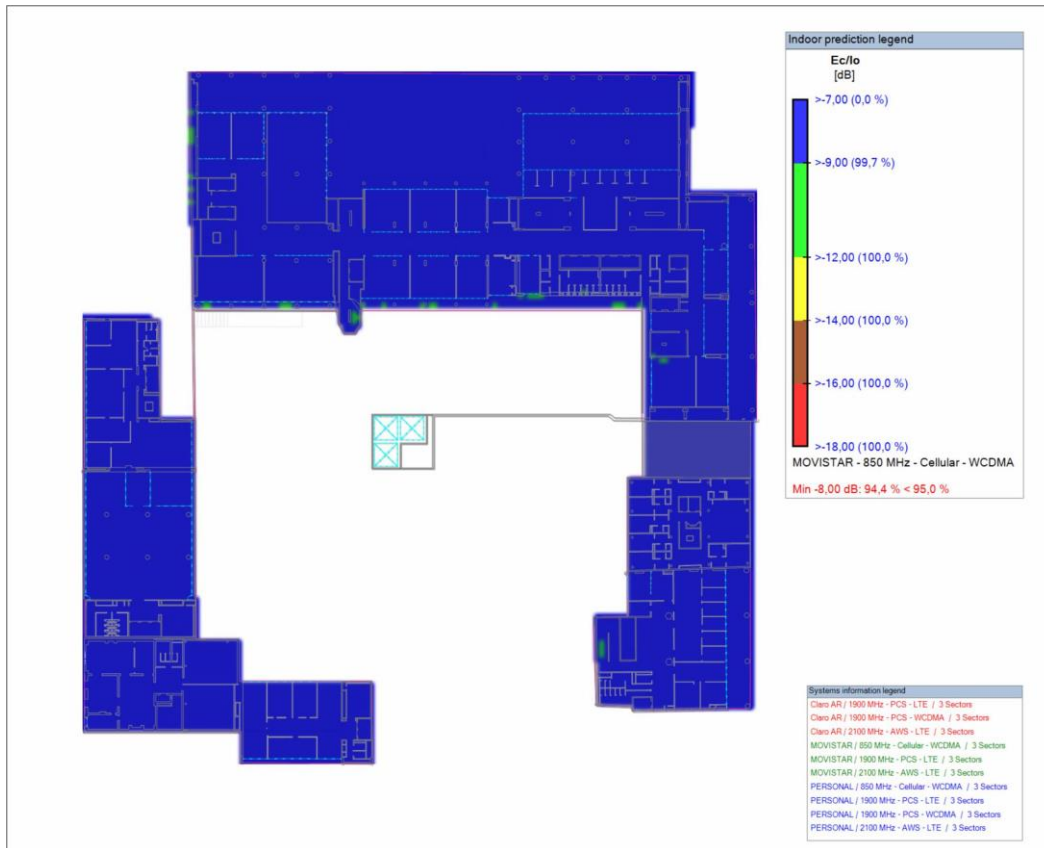 Indoor prediction legend
Ec/Io
[dB]
>-7,00 (0,0 %)
>-9,00 (99,7 %)
>-12,00 (100,0 %)
>-14,00 (100,0 %)
>-16,00 (100,0 %)
>-18,00 (100,0 %)
MOVISTAR - 850 MHz - Cellular - WCDMA
Min -8,00 dB: 94,4 % < 95,0 %
Systems information legend
Claro AR / 1900 MHz - PCS - LTE / 3 Sectors
Claro AR / 1900 MHz - PCS - WCDMA / 3 Sectors
Claro AR / 2100 MHz - AWS - LTE / 3 Sectors
MOVISTAR / 850 MHz - Cellular - WCDMA / 3 Sectors
MOVISTAR / 1900 MHz - PCS - LTE / 3 Sectors
MOVISTAR / 2100 MHz - AWS - LTE / 3 Sectors
PERSONAL / 850 MHz - Cellular - WCDMA / 3 Sectors
PERSONAL / 1900 MHz - PCS - LTE / 3 Sectors
PERSONAL / 1900 MHz - PCS - WCDMA / 3 Sectors
PERSONAL / 2100 MHz - AWS - LTE / 3 Sectors